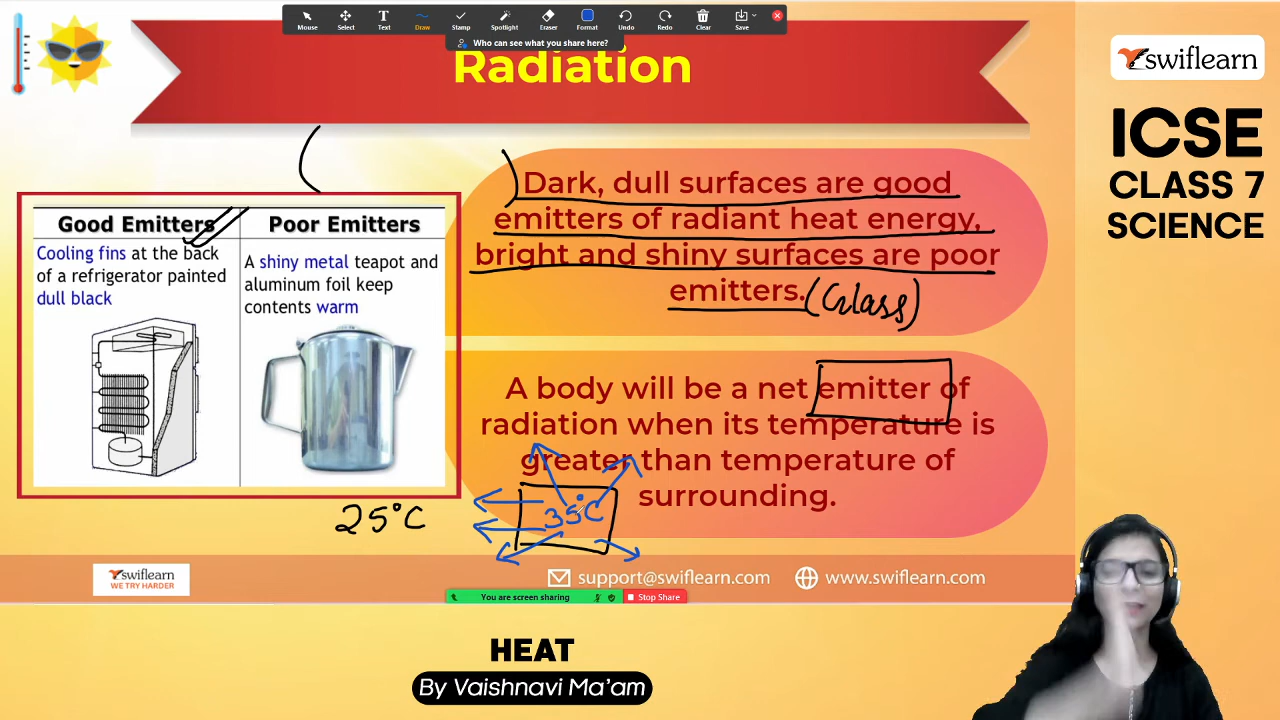 Mouse
Select
Text
Draw
Stamp
Spotlight
Eraser
Format
Undo
Redo
Clear
Save
Who can see what you share here?
Radiation
swiflearn
ICSE
CLASS 7
SCIENCE
Good Emitters
Poor Emitters
Cooling fins at the back
of a refrigerator painted
dull black
A shiny metal teapot and
aluminum foil keep
contents warm
Dark, dull surfaces are good
emitters of radiant heat energy,
bright and shiny surfaces are poor
emitters. (Glass)
A body will be a net emitter of
radiation when its temperature is
greater than temperature of
surrounding.
25°C
35°C
swiflearn
WE TRY HARDER
support@swiflearn.com
www.swiflearn.com
You are screen sharing
Stop Share
HEAT
By Vaishnavi Ma'am